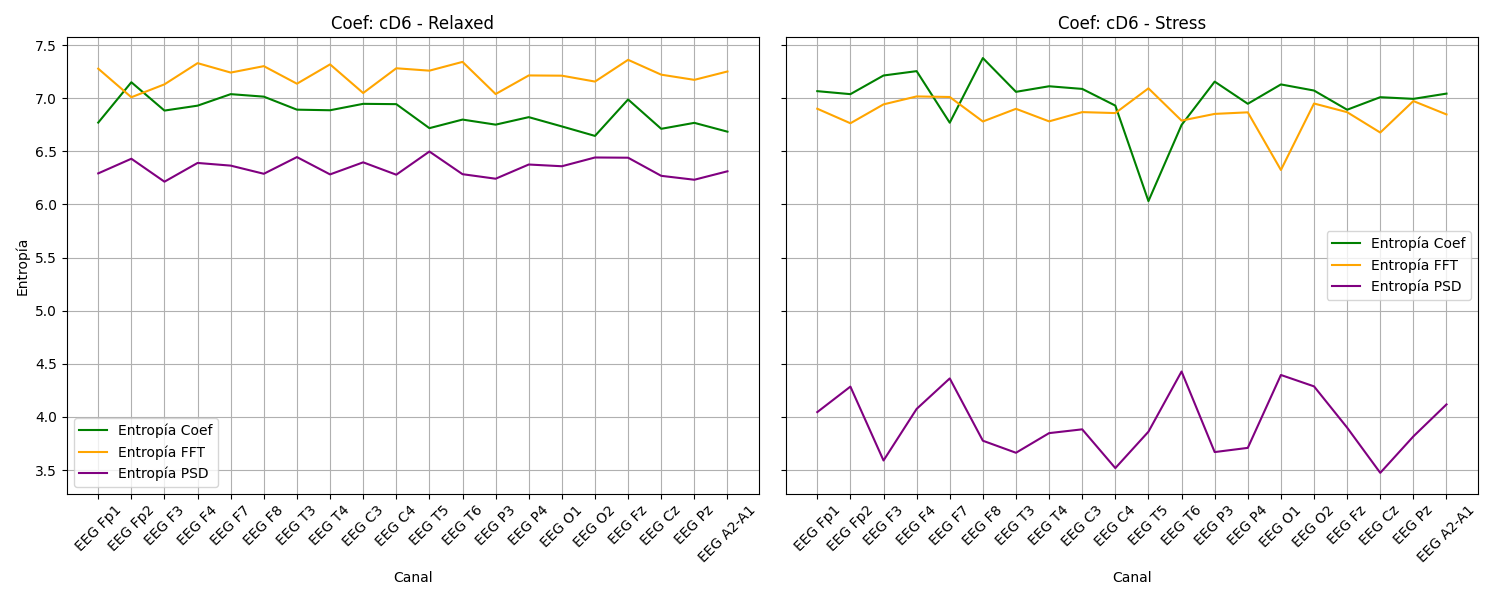 Coef: cD6 - Relaxed
Entropía
7.5
7.0
6.5
6.0
5.5
5.0
4.5
4.0
3.5
Entropía Coef
Entropía FFT
Entropía PSD
EEG Fp1
EEG Fp2
EEG F3
EEG F4
EEG F7
EEG F8
EEG T3
EEG T4
EEG C3
EEG C4
EEG T5
EEG T6
EEG P3
EEG P4
EEG O1
EEG O2
EEG Fz
EEG Cz
EEG Pz
EEG A2-A1
Canal
Coef: cD6 - Stress
Entropía Coef
Entropía FFT
Entropía PSD
EEG Fp1
EEG Fp2
EEG F3
EEG F4
EEG F7
EEG F8
EEG T3
EEG T4
EEG C3
EEG C4
EEG T5
EEG T6
EEG P3
EEG P4
EEG O1
EEG O2
EEG Fz
EEG Cz
EEG Pz
EEG A2-A1
Canal